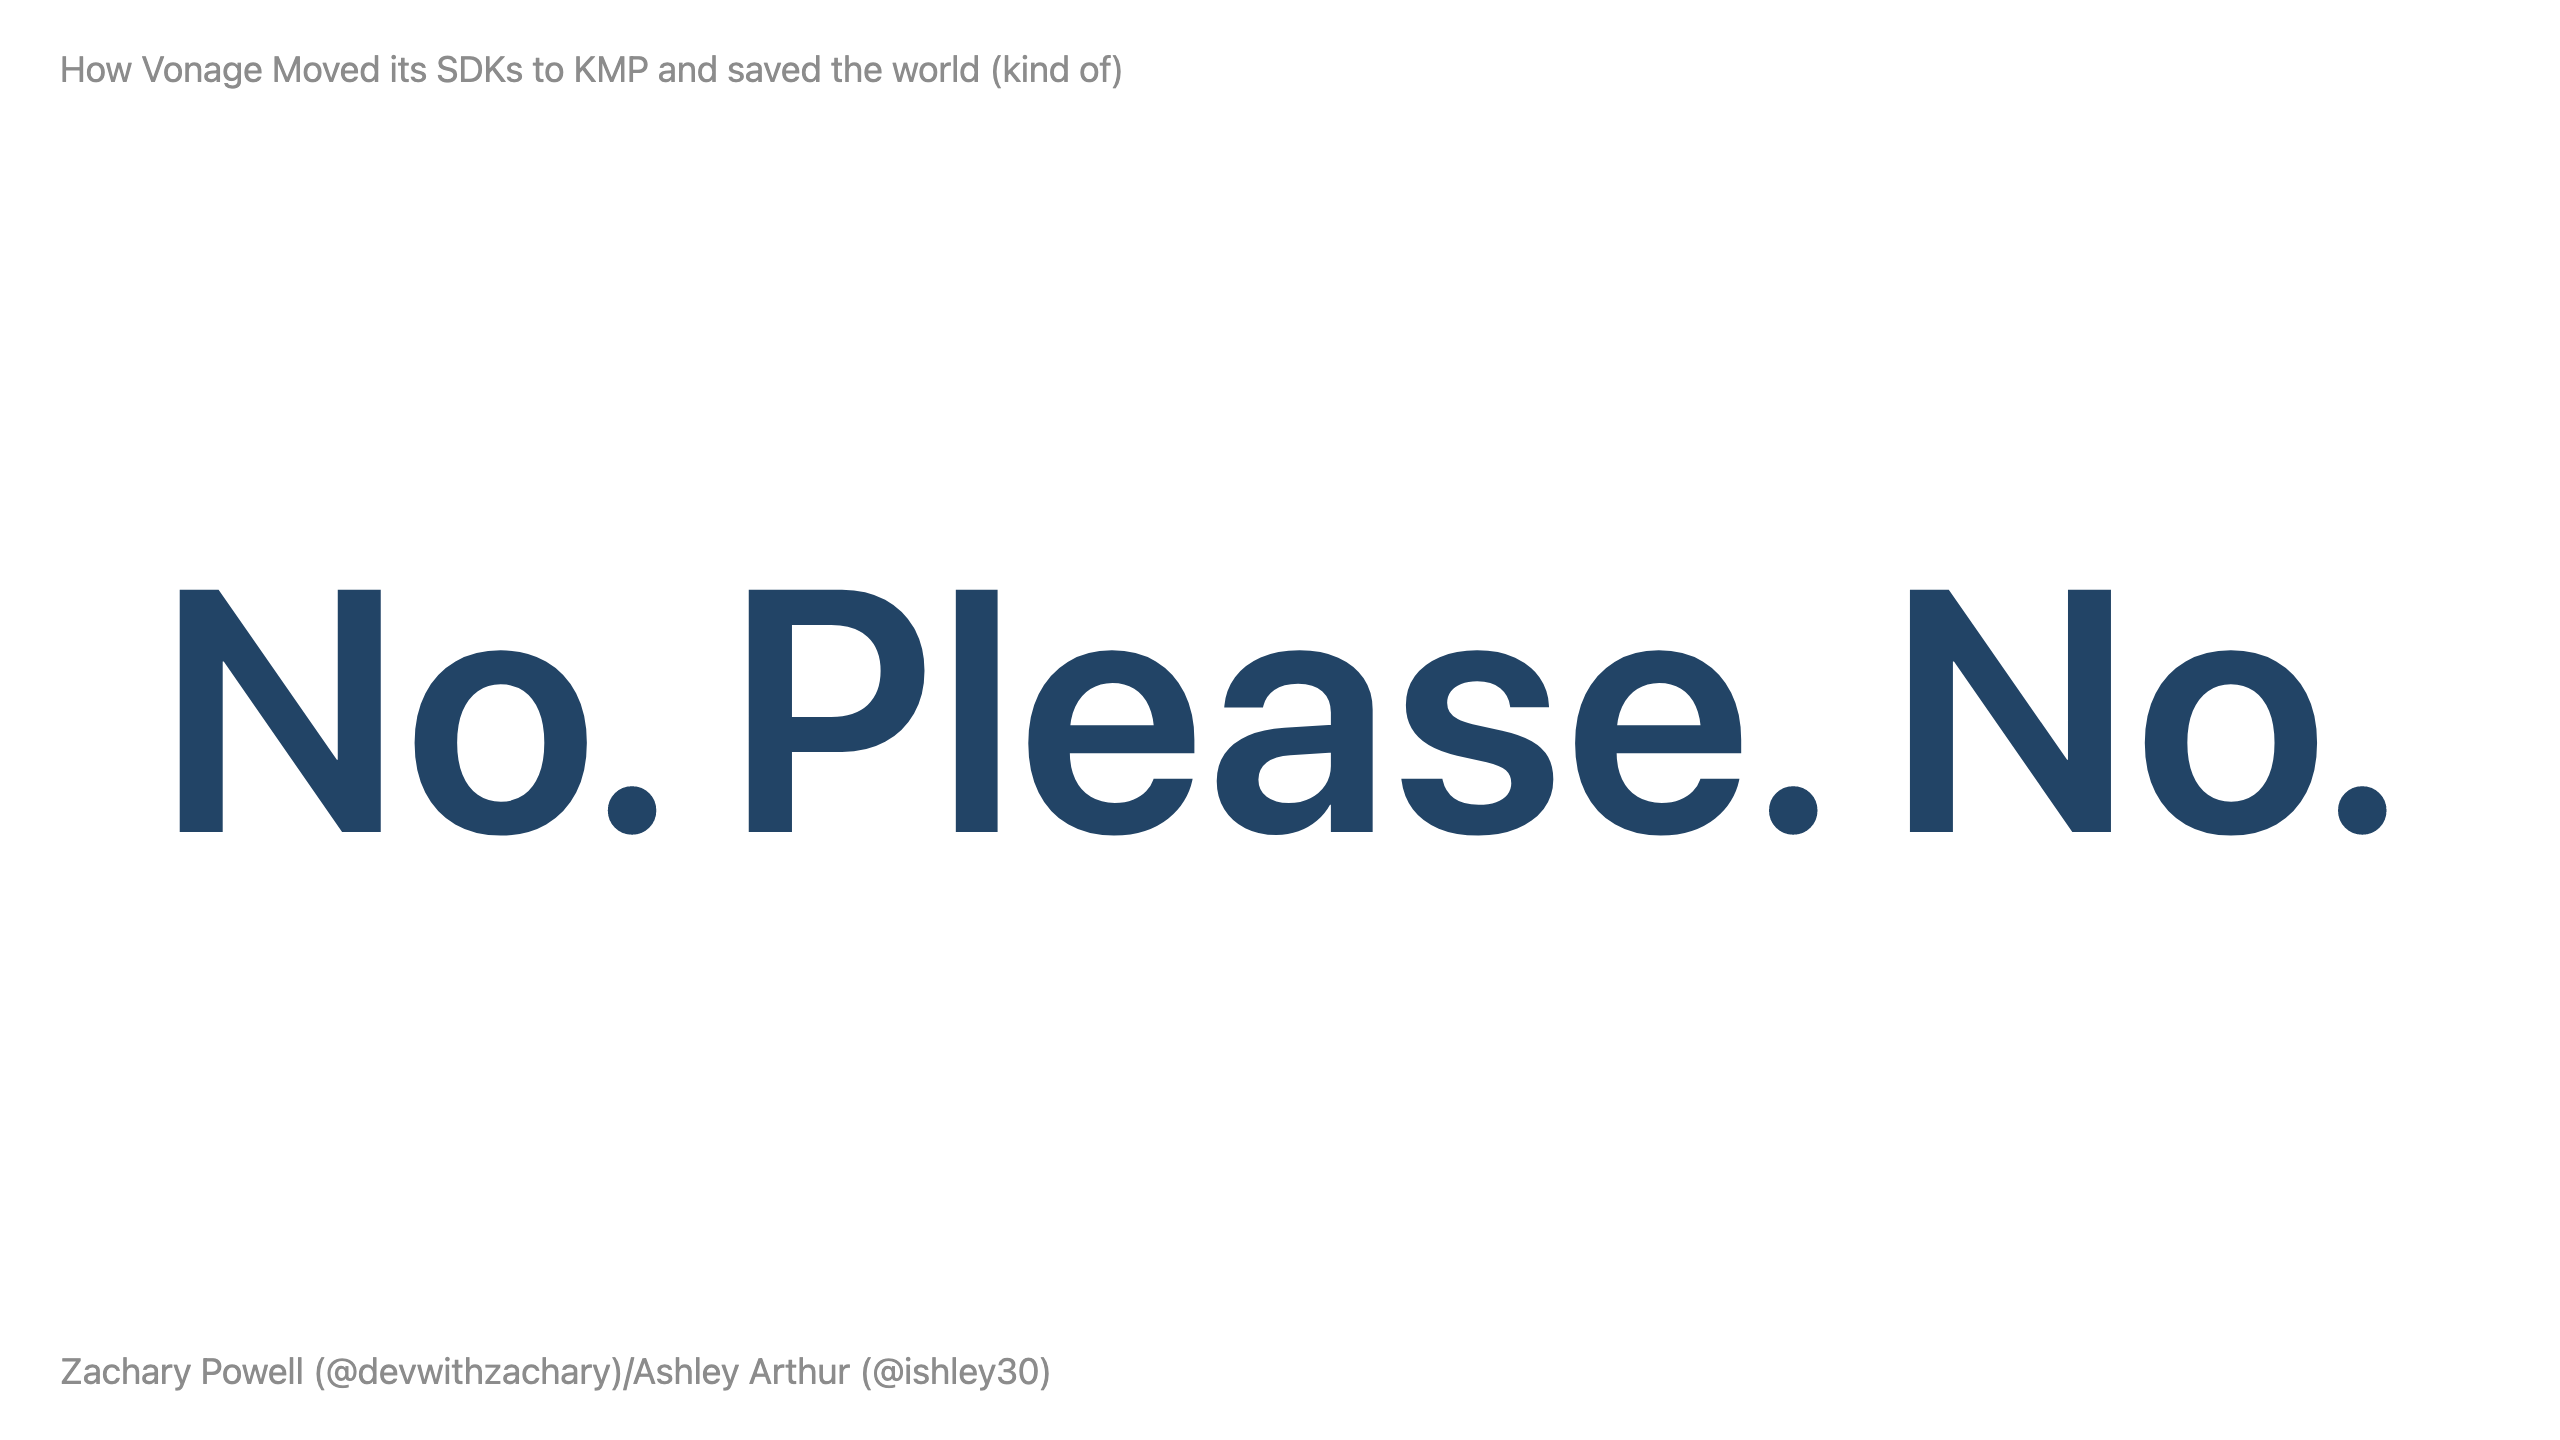 How Vonage Moved its SDKs to KMP and saved the world (kind of)
No. Please. No.
Zachary Powell (@devwithzachary)/Ashley Arthur (@ishley30)